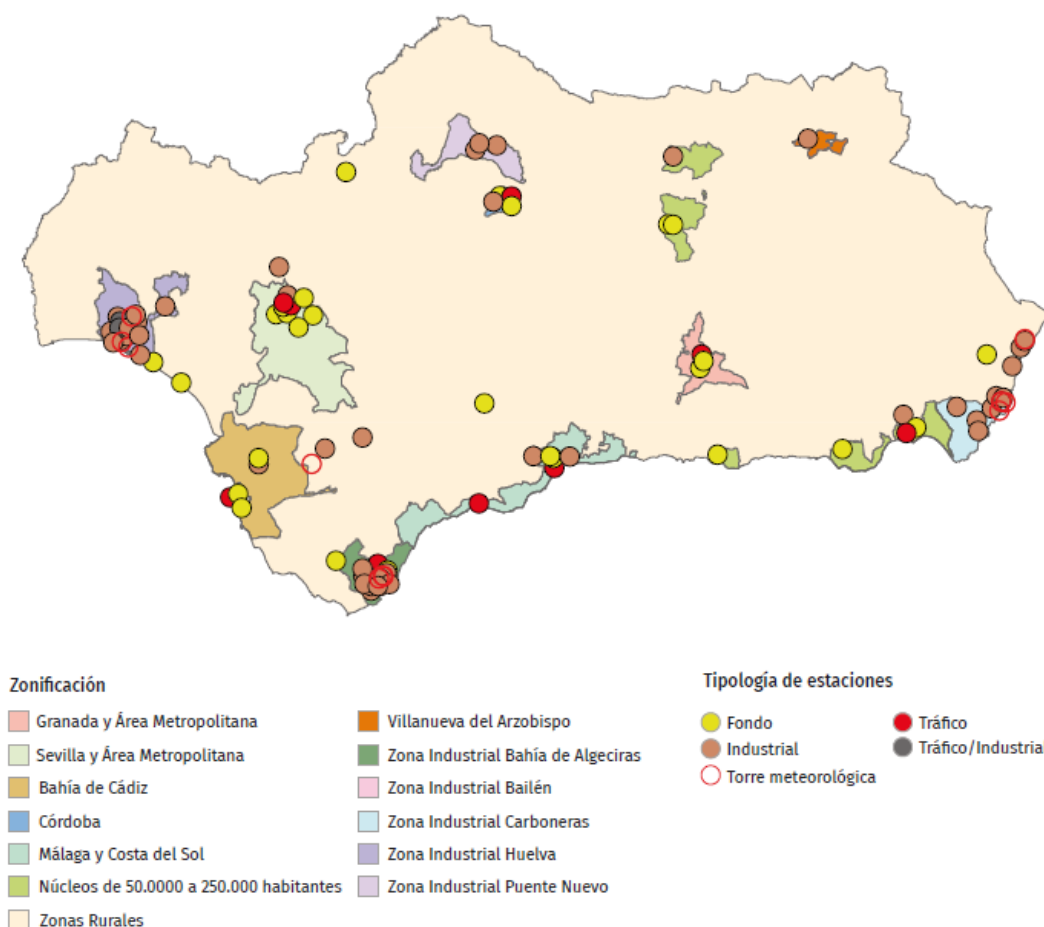 Zonificación
Granada y Área Metropolitana
Sevilla y Área Metropolitana
Bahía de Cádiz
Córdoba
Málaga y Costa del Sol
Núcleos de 50.0000 a 250.000 habitantes
Zonas Rurales
Villanueva del Arzobispo
Zona Industrial Bahía de Algeciras
Zona Industrial Bailén
Zona Industrial Carboneras
Zona Industrial Huelva
Zona Industrial Puente Nuevo
Tipología de estaciones
Fondo
Industrial
Torre meteorológica
Tráfico
Tráfico/Industrial